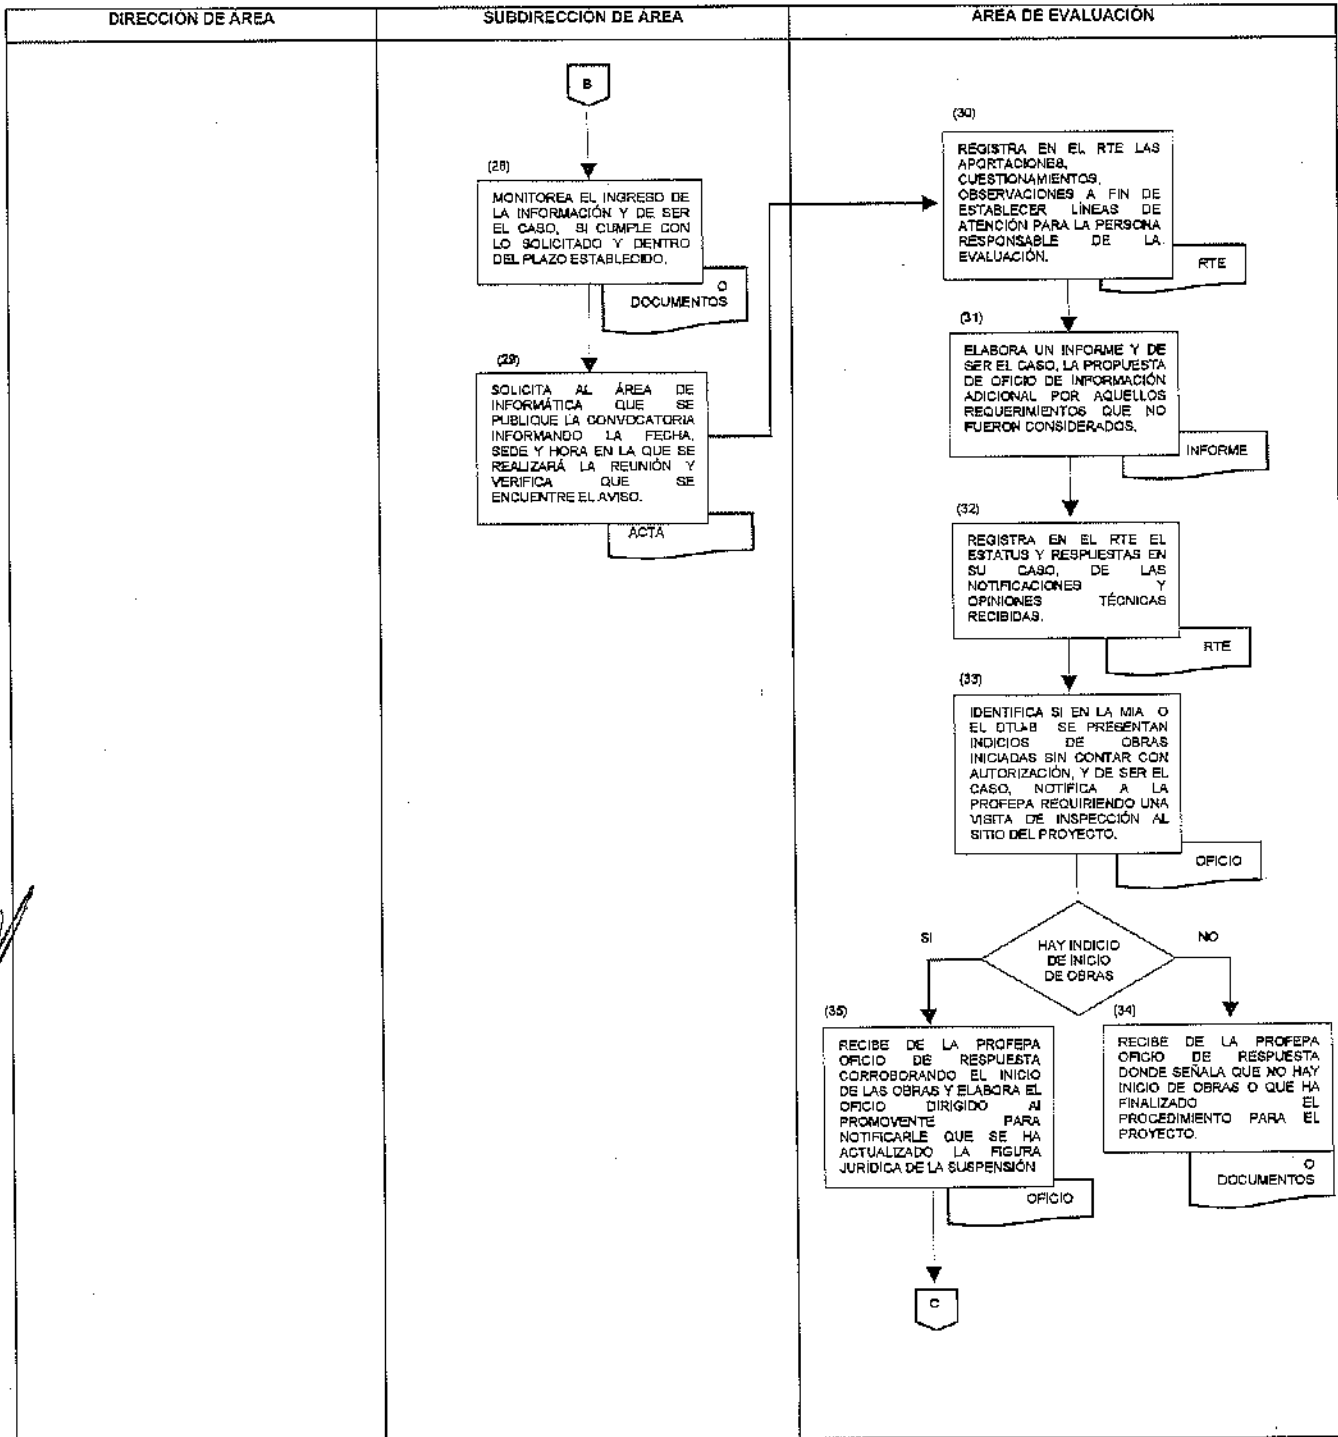 DIRECCIÓN DE ÁREA
SUBDIRECCIÓN DE ÁREA
ÁREA DE EVALUACIÓN
B
(28)
MONITOREA EL INGRESO DE
LA INFORMACIÓN Y DE SER
EL CASO, SI CUMPLE CON
LO SOLICITADO Y DENTRO
DEL PLAZO ESTABLECIDO.
O
DOCUMENTOS
(29)
SOLICITA AL ÁREA DE
INFORMÁTICA QUE SE
PUBLIQUE LA CONVOCATORIA
INFORMANDO LA FECHA,
SEDE Y HORA EN LA QUE SE
REALIZARÁ LA REUNIÓN Y
VERIFICA QUE SE
ENCUENTRE EL AVISO.
ACTA
(30)
REGISTRA EN EL RTE LAS
APORTACIONES,
CUESTIONAMIENTOS,
OBSERVACIONES A FIN DE
ESTABLECER LÍNEAS DE
ATENCIÓN PARA LA PERSONA
RESPONSABLE DE LA
EVALUACIÓN.
RTE
(31)
ELABORA UN INFORME Y DE
SER EL CASO, LA PROPUESTA
DE OFICIO DE INFORMACIÓN
ADICIONAL POR AQUELLOS
REQUERIMIENTOS QUE NO
FUERON CONSIDERADOS.
INFORME
(32)
REGISTRA EN EL RTE EL
ESTATUS Y RESPUESTAS EN
SU CASO, DE LAS
NOTIFICACIONES Y
OPINIONES TÉCNICAS
RECIBIDAS.
RTE
(33)
IDENTIFICA SI EN LA MIA O
EL DTU-B SE PRESENTAN
INDICIOS DE OBRAS
INICIADAS SIN CONTAR CON
AUTORIZACIÓN, Y DE SER EL
CASO, NOTIFICA A LA
PROFEPA REQUIRIENDO UNA
VISITA DE INSPECCIÓN AL
SITIO DEL PROYECTO.
OFICIO
SI
HAY INDICIO
DE INICIO
DE OBRAS
NO
(35)
RECIBE DE LA PROFEPA
OFICIO DE RESPUESTA
CORROBORANDO EL INICIO
DE LAS OBRAS Y ELABORA EL
OFICIO DIRIGIDO Al
PROMOVENTE PARA
NOTIFICARLE QUE SE HA
ACTUALIZADO LA FIGURA
JURÍDICA DE LA SUSPENSIÓN
OFICIO
(34)
RECIBE DE LA PROFEPA
OFICIO DE RESPUESTA
DONDE SEÑALA QUE NO HAY
INICIO DE OBRAS O QUE HA
FINALIZADO EL
PROCEDIMIENTO PARA EL
PROYECTO.
O
DOCUMENTOS
C